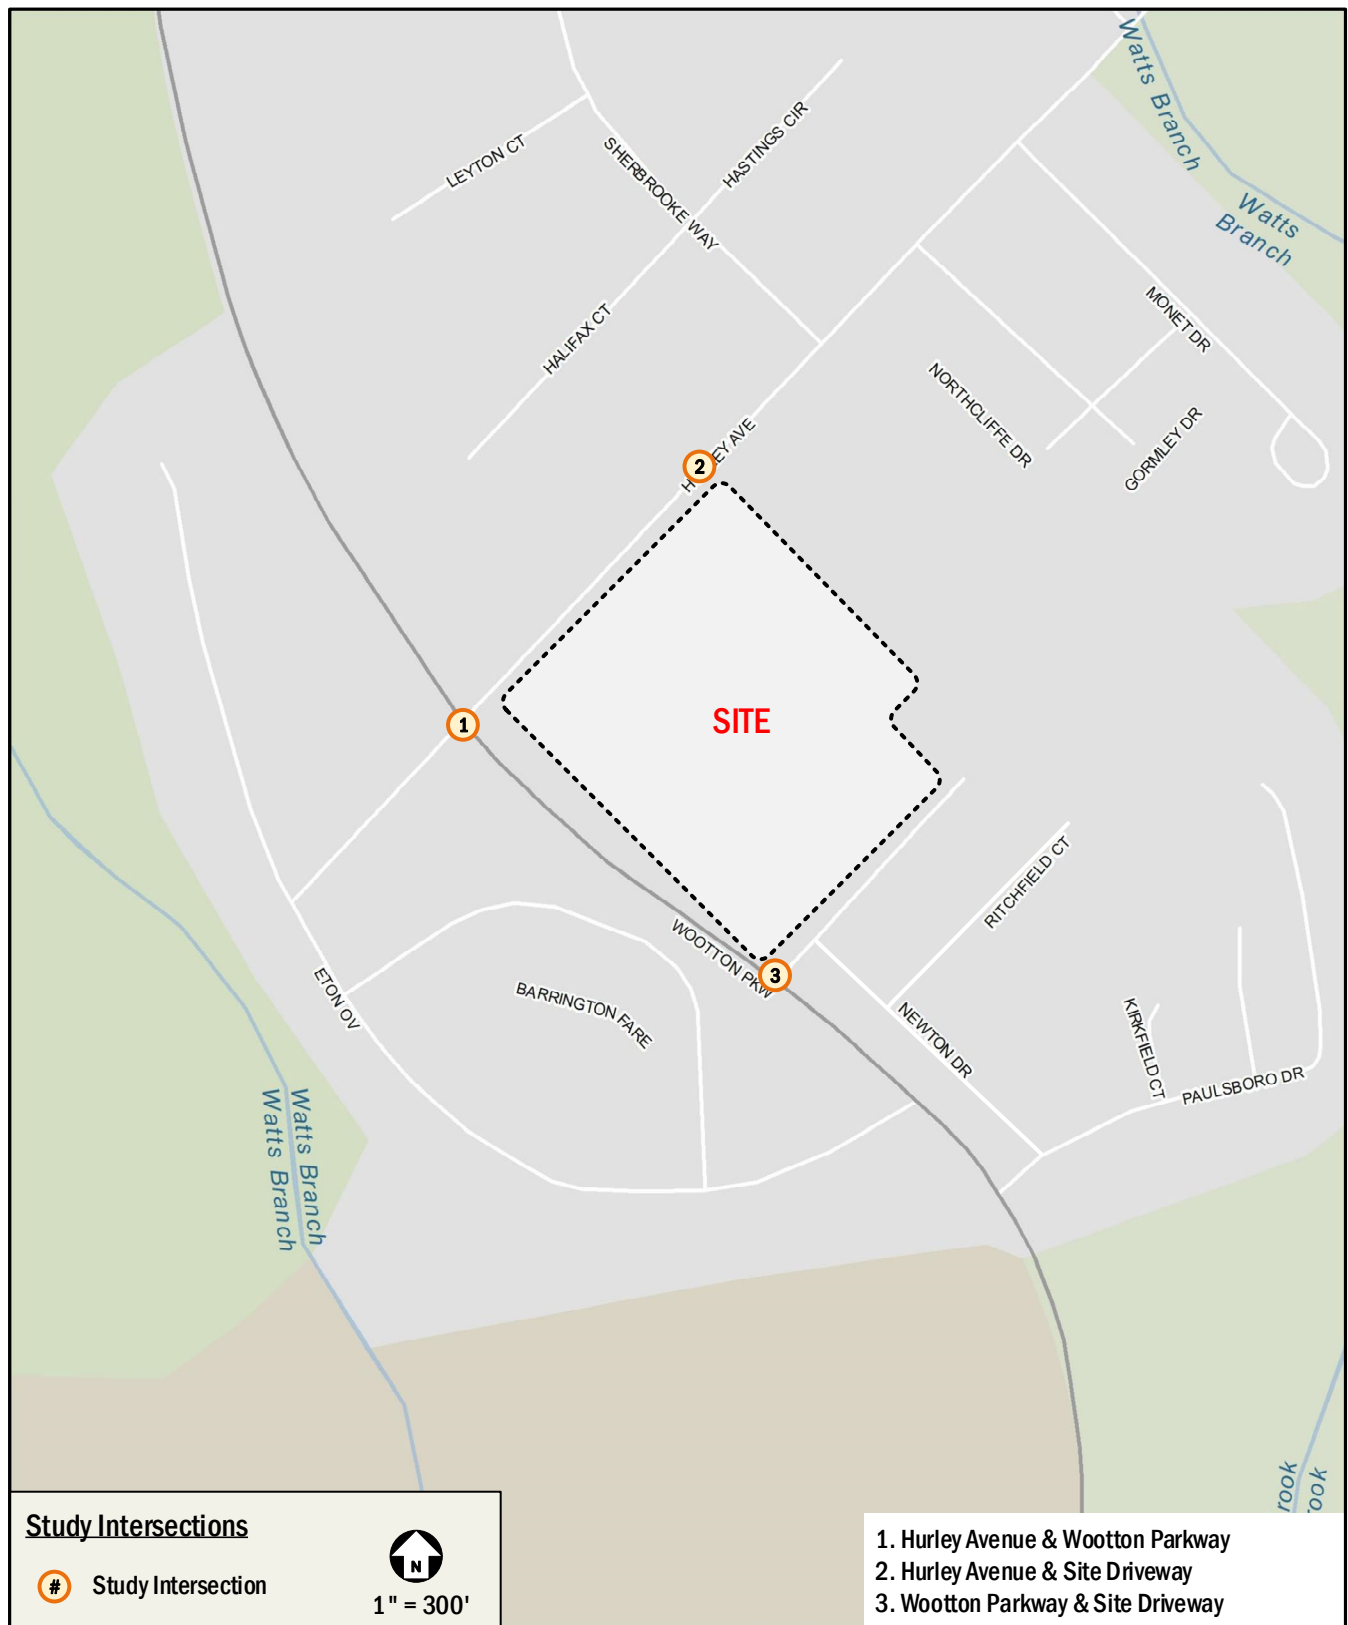 Watts Branch
Watts
Branch
LEYTON CT
SHERBROOKE WAY
HASTINGS CIR
HALIFAX CT
MONET DR
NORTHCLIFFE DR
GORMLEY DR
AVE
2
SITE
1
3
WOOTTON PKW
RITCHFIELD CT
ETON OV
BARRINGTON FARE
NEWTON DR
KIRKFIELD CT
PAULSBORO DR
Watts Branch
Watts Branch
rook
rook
Study Intersections
# Study Intersection
N
1" = 300'
1. Hurley Avenue & Wootton Parkway
2. Hurley Avenue & Site Driveway
3. Wootton Parkway & Site Driveway